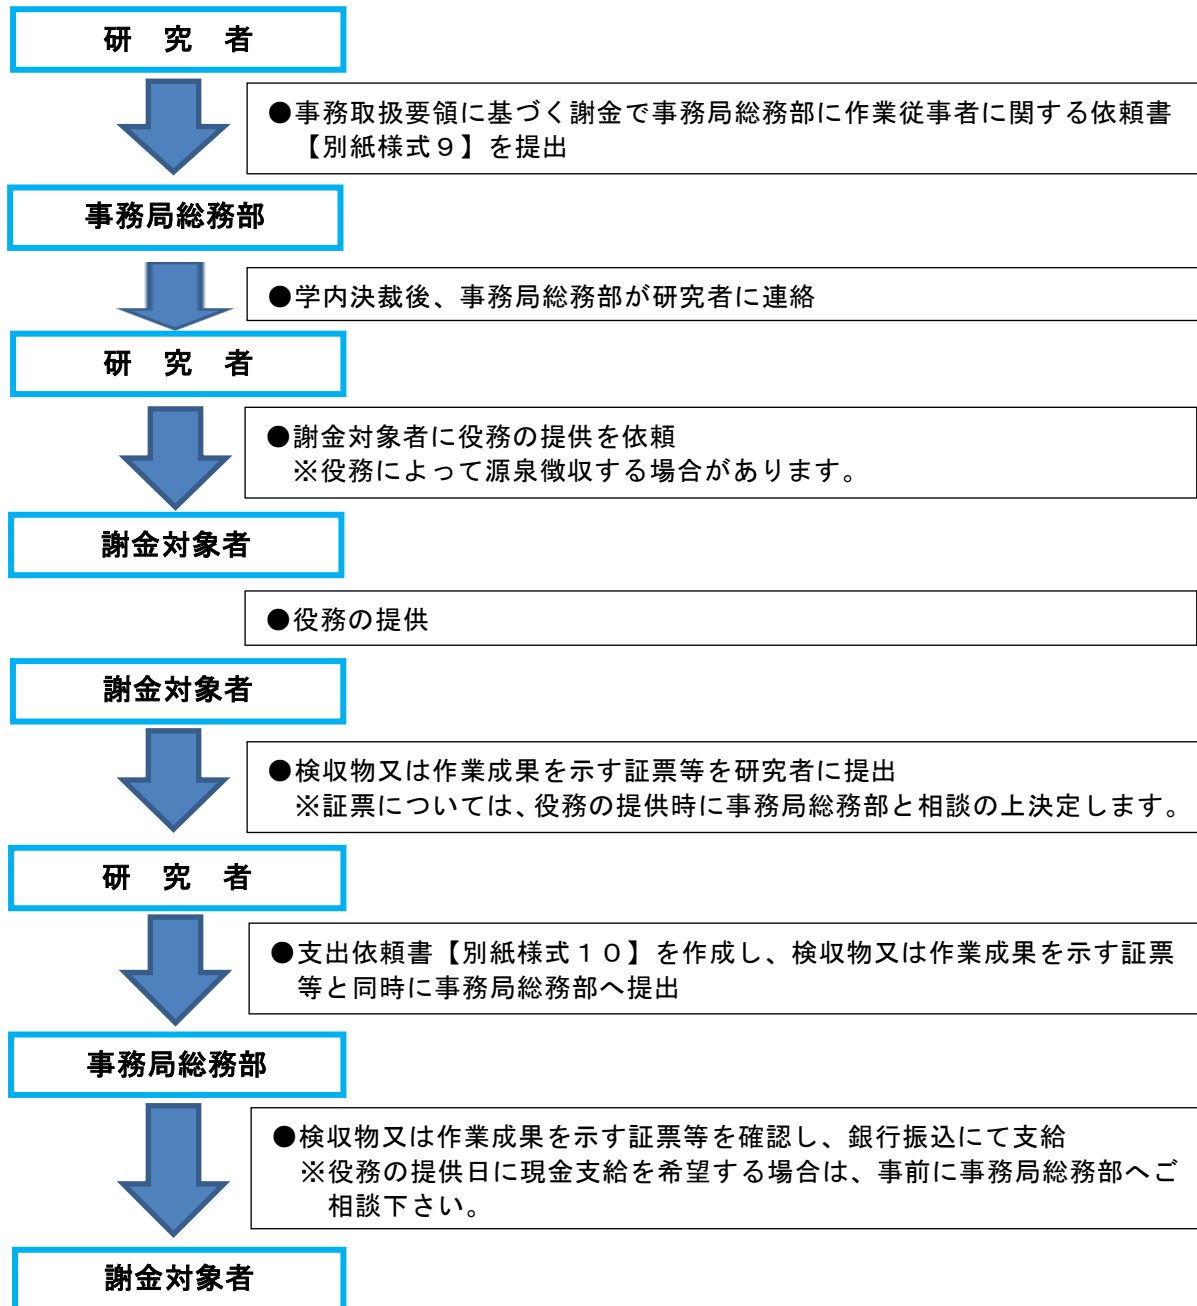 研 究 者
●事務取扱要領に基づく謝金で事務局総務部に作業従事者に関する依頼書
【別紙様式9】を提出
事務局総務部
●学内決裁後、事務局総務部が研究者に連絡
研 究 者
●謝金対象者に役務の提供を依頼
※役務によって源泉徴収する場合があります。
謝金対象者
●役務の提供
謝金対象者
●検収物又は作業成果を示す証票等を研究者に提出
※証票については、役務の提供時に事務局総務部と相談の上決定します。
研 究 者
●支出依頼書【別紙様式10】を作成し、検収物又は作業成果を示す証票
等と同時に事務局総務部へ提出
事務局総務部
●検収物又は作業成果を示す証票等を確認し、銀行振込にて支給
※役務の提供日に現金支給を希望する場合は、事前に事務局総務部へご
相談下さい。
謝金対象者